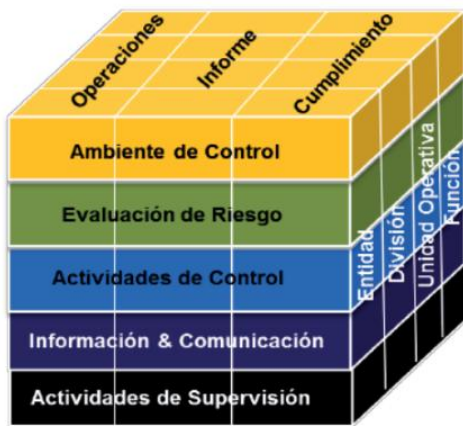 Operaciones
Informe
Cumplimiento
Ambiente de Control
Evaluación de Riesgo
Actividades de Control
Información & Comunicación
Actividades de Supervisión
Entidad
División
Unidad Operativa
Función